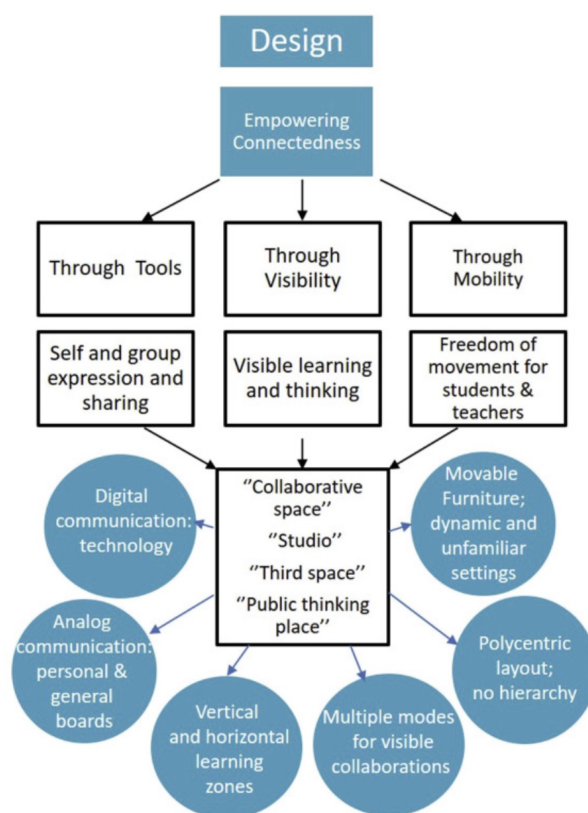 Design
Empowering
Connectedness
Through Tools
Through
Visibility
Through
Mobility
Self and group
expression and
sharing
Visible learning
and thinking
Freedom of
movement for
students &
teachers
‘‘Collaborative
space’’
‘‘Studio’’
‘‘Third space’’
‘‘Public thinking
place’’
Digital
communication:
technology
Movable
Furniture;
dynamic and
unfamiliar
settings
Analog
communication:
personal &
general
boards
Polycentric
layout;
no hierarchy
Vertical
and horizontal
learning
zones
Multiple modes
for visible
collaborations